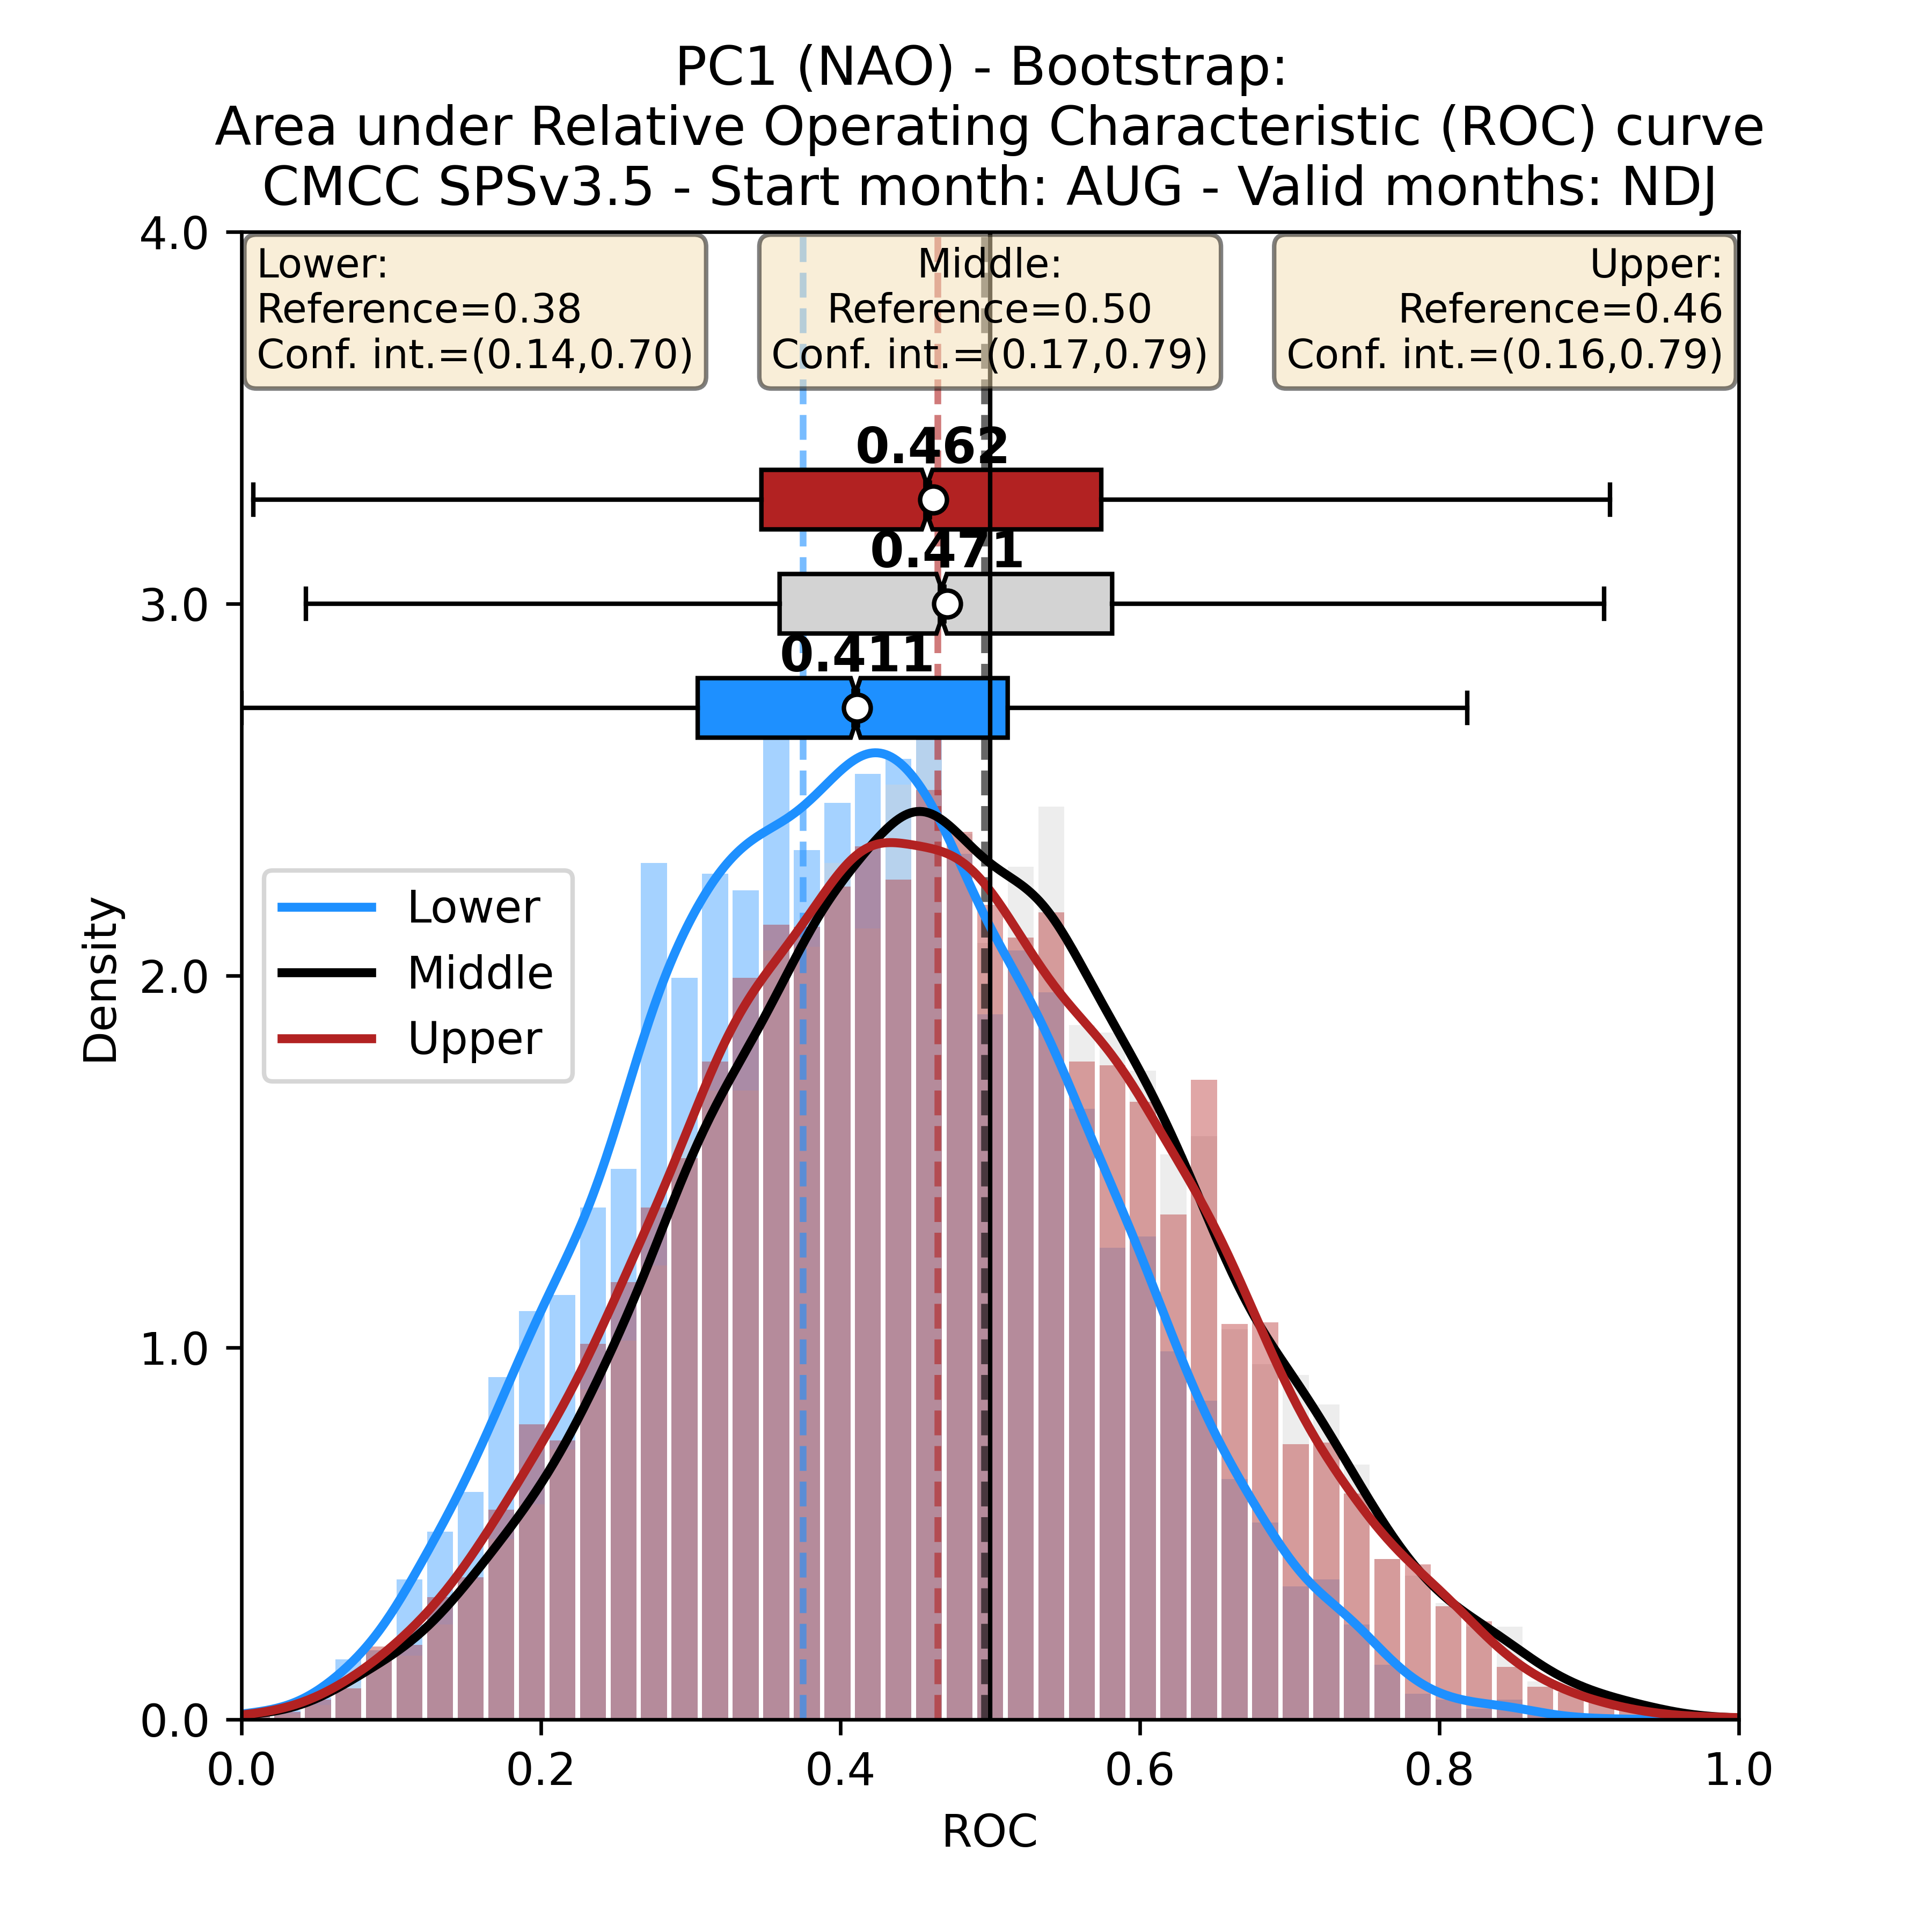 PC1 (NAO) - Bootstrap:
Area under Relative Operating Characteristic (ROC) curve
CMCC SPSv3.5 - Start month: AUG - Valid months: NDJ
Lower:
Reference=0.38
Conf. int.=(0.14,0.70)
Middle:
Reference=0.50
Conf. int.=(0.17,0.79)
Upper:
Reference=0.46
Conf. int.=(0.16,0.79)
0.462
0.471
0.411
4.0
3.0
2.0
1.0
0.0
Density
Lower
Middle
Upper
0.0 0.2 0.4 0.6 0.8 1.0
ROC